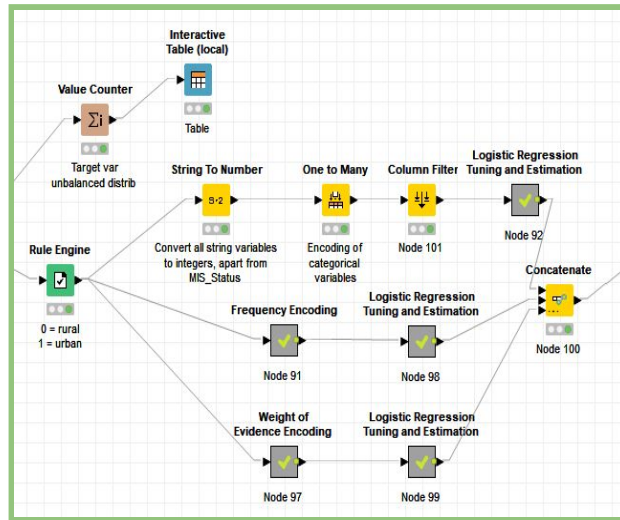 Interactive
Table (local)
Table
Value Counter
Σi
Target var
unbalanced distrib
String To Number
S•2
Convert all string variables
to integers, apart from
MIS_Status
One to Many
Encoding of
categorical
variables
Column Filter
Node 101
Logistic Regression
Tuning and Estimation
Node 92
Rule Engine
0 = rural
1 = urban
Concatenate
Node 100
Frequency Encoding
Node 91
Logistic Regression
Tuning and Estimation
Node 98
Weight of
Evidence Encoding
Node 97
Logistic Regression
Tuning and Estimation
Node 99